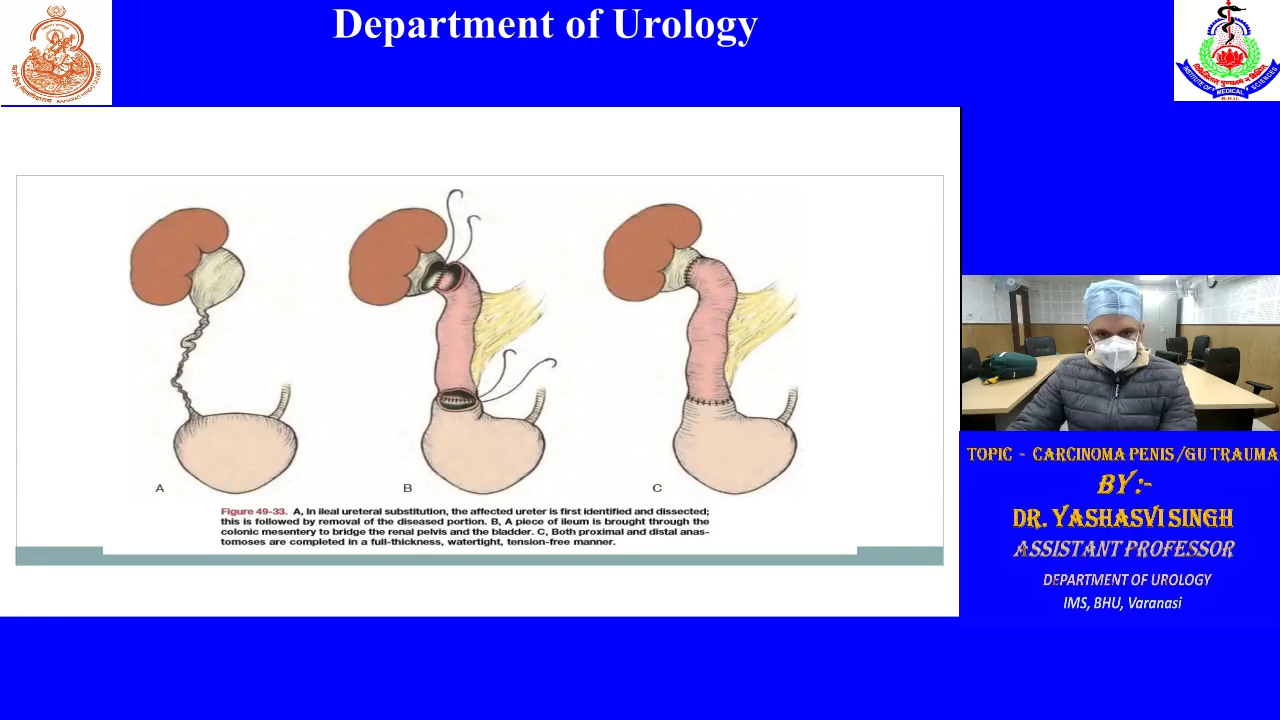 Department of Urology
INSTITUTE OF MEDICAL SCIENCES
B.H.U.
A
B
C
Figure 49-33. A, In ileal ureteral substitution, the affected ureter is first identified and dissected;
this is followed by removal of the diseased portion. B, A piece of ileum is brought through the
colonic mesentery to bridge the renal pelvis and the bladder. C, Both proximal and distal anas-
tomoses are completed in a full-thickness, watertight, tension-free manner.
TOPIC - CARCINOMA PENIS /GU TRAUMA
BY:-
DR. YASHASVI SINGH
ASSISTANT PROFESSOR
DEPARTMENT OF UROLOGY
IMS, BHU, Varanasi